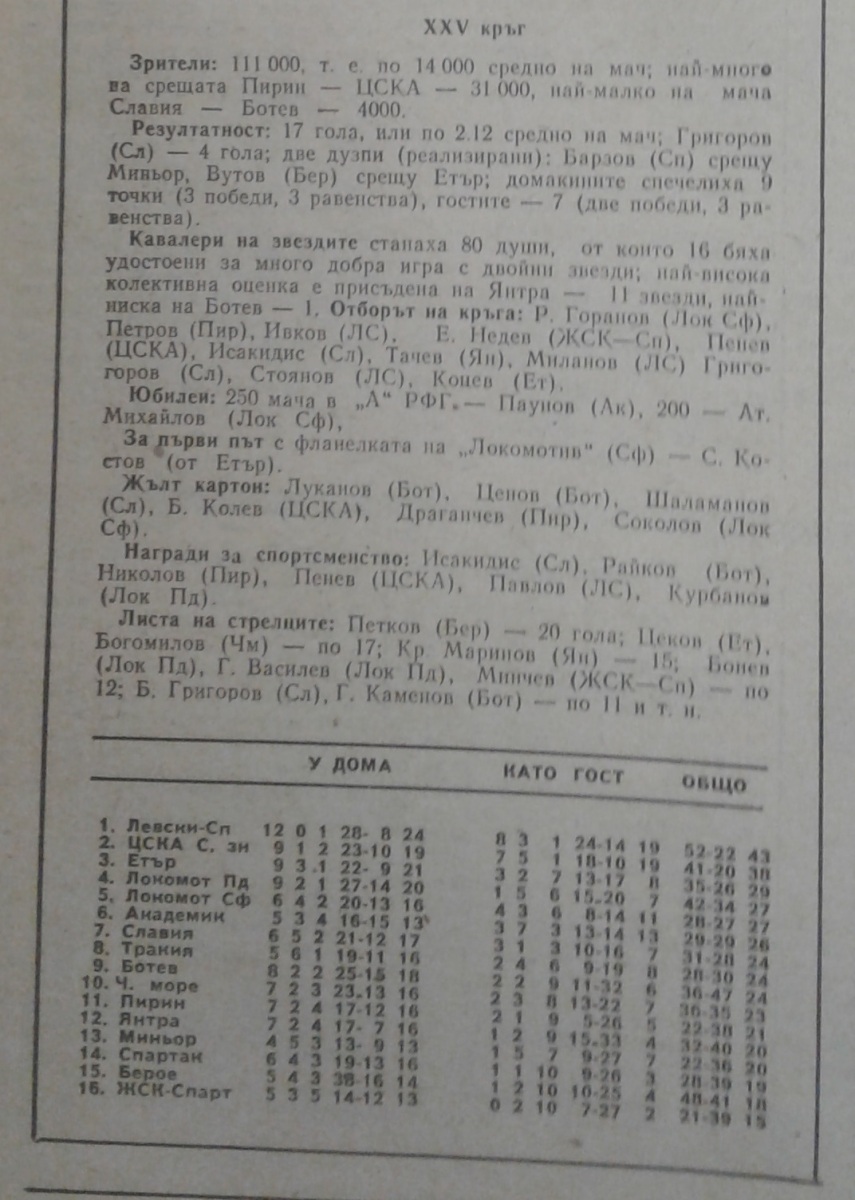 XXV кръг
Зрители: 111 000, т. е. по 14 000 средно на мач; най-много
на срещата Пирин — ЦСКА — 31 000, най-малко на мача
Славия — Ботев — 4000.
Резултатност: 17 гола, или по 2.12 средно на мач; Григоров
(Сл) — 4 гола; две дузпи (реализирани): Барзов (Сп) срещу
Миньор, Вутов (Бер) срещу Етър; домакините спечелиха 9
точки (3 победи, 3 равенства), гостите — 7 (две победи, 3 ра-
венства).
Кавалери на звездите станаха 80 души, от които 16 бяха
удостоени за много добра игра с двойни звезди; най-висока
колективна оценка е присъдена на Янтра — 11 звезди, най-
ниска на Ботев — 1. Отборът на кръга: Р. Горанов (Лок Сф),
Петров (Пир), Ивков (ЛС), Е. Недев (ЖСК—Сп), Пенев
(ЦСКА), Исакидис (Сл), Тачев (Ян), Миланов (ЛС) Григо-
горов (Сл), Стоянов (ЛС), Коцев (Ет).
Юбилеи: 250 мача в „А“ РФГ.— Паунов (Ак), 200 — Ат.
Михайлов (Лок Сф),
За първи път с фланелката на „Локомотив“ (Сф) — С. Ко-
стов (от Етър).
Жълт картон: Луканов (Бот), Ценов (Бот), Шаламанов
(Сл), Б. Колев (ЦСКА), Драганчев (Пир), Соколов (Лок
Сф).
Награди за спортсменство: Исакидис (Сл), Райков (Бот),
Николов (Пир), Пенев (ЦСКА), Павлов (ЛС), Курбанов
(Лок Пд).
Листа на стрелците: Петков (Бер) — 20 гола; Цеков (Ет),
Богомилов (Чм) — по 17; Кр. Маринов (Ян) — 15; Бонев
(Лок Пд), Г. Василев (Лок Пд), Минчев (ЖСК—Сп) — по
12; Б. Григоров (Сл), Г. Каменов (Бот) — по 11 и т. н.
У ДОМА КАТО ГОСТ ОБЩО
1. Левски-Сп 12 0 1 28- 8 24 8 3 1 24-14 19 52-22 43
2. ЦСКА С. зн 9 1 2 23-10 19 7 5 1 18-10 19 41-20 38
3. Етър 9 3 1 22- 9 21 3 2 7 13-17 8 35-26 29
4. Локомот Пд 9 2 1 27-14 20 1 5 6 15-20 7 42-34 27
5. Локомот Сф 6 4 2 20-13 16 4 3 6 8-14 11 28-27 27
6. Академик 5 3 4 16-15 13 3 7 3 13-14 13 29-29 26
7. Славия 6 5 2 21-12 17 3 1 3 10-16 7 31-28 24
8. Тракия 5 6 1 19-11 16 2 4 6 9-19 8 28-30 24
9. Ботев 8 2 2 25-15 18 2 2 9 11-32 6 36-47 24
10. Ч. море 7 2 3 23-13 16 2 3 8 13-22 7 36-35 23
11. Пирин 7 2 4 17-12 16 2 1 9 5-26 5 22-38 21
12. Янтра 7 2 4 17- 7 16 1 2 9 15-33 4 32-40 20
13. Миньор 4 5 3 13- 9 13 1 5 7 9-27 7 22-36 20
14. Спартак 6 4 3 19-13 16 1 1 10 9-26 3 28-39 19
15. Берое 5 4 3 38-16 14 1 2 10 10-25 4 48-41 18
16. ЖСК-Спарт 5 3 5 14-12 13 0 2 10 7-27 2 21-39 15